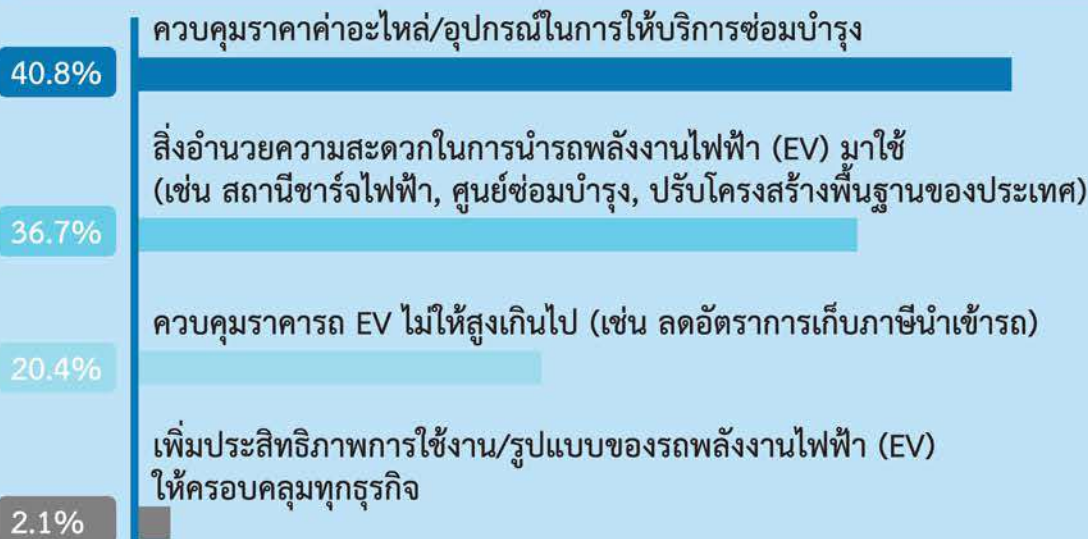 ควบคุมราคาค่าอะไหล่/อุปกรณ์ในการให้บริการซ่อมบำรุง
40.8%
สิ่งอำนวยความสะดวกในการนำรถพลังงานไฟฟ้า (EV) มาใช้
(เช่น สถานีชาร์จไฟฟ้า, ศูนย์ซ่อมบำรุง, ปรับโครงสร้างพื้นฐานของประเทศ)
36.7%
ควบคุมราคารถ EV ไม่ให้สูงเกินไป (เช่น ลดอัตราการเก็บภาษีนำเข้ารถ)
20.4%
เพิ่มประสิทธิภาพการใช้งาน/รูปแบบของรถพลังงานไฟฟ้า (EV)
ให้ครอบคลุมทุกธุรกิจ
2.1%